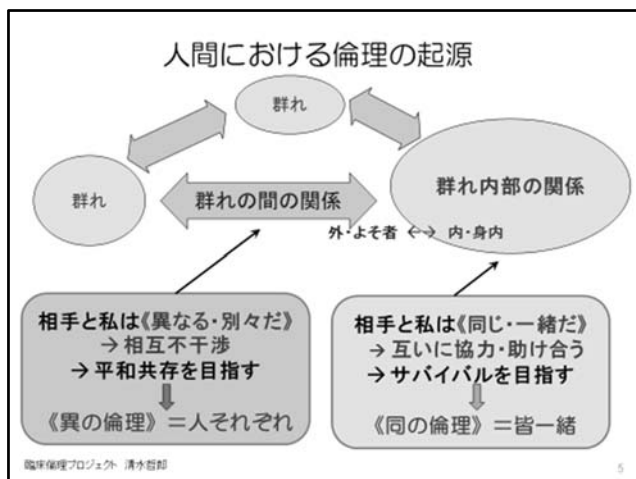 人間における倫理の起源
群れ
群れ
群れの間の関係
群れ内部の関係
外・よそ者 ←→ 内・身内
相手と私は《異なる・別々だ》
→ 相互不干渉
→ 平和共存を目指す
《異の倫理》＝人それぞれ
相手と私は《同じ・一緒だ》
→ 互いに協力・助け合う
→ サバイバルを目指す
《同の倫理》＝皆一緒
臨床倫理プロジェクト 清水哲郎
5